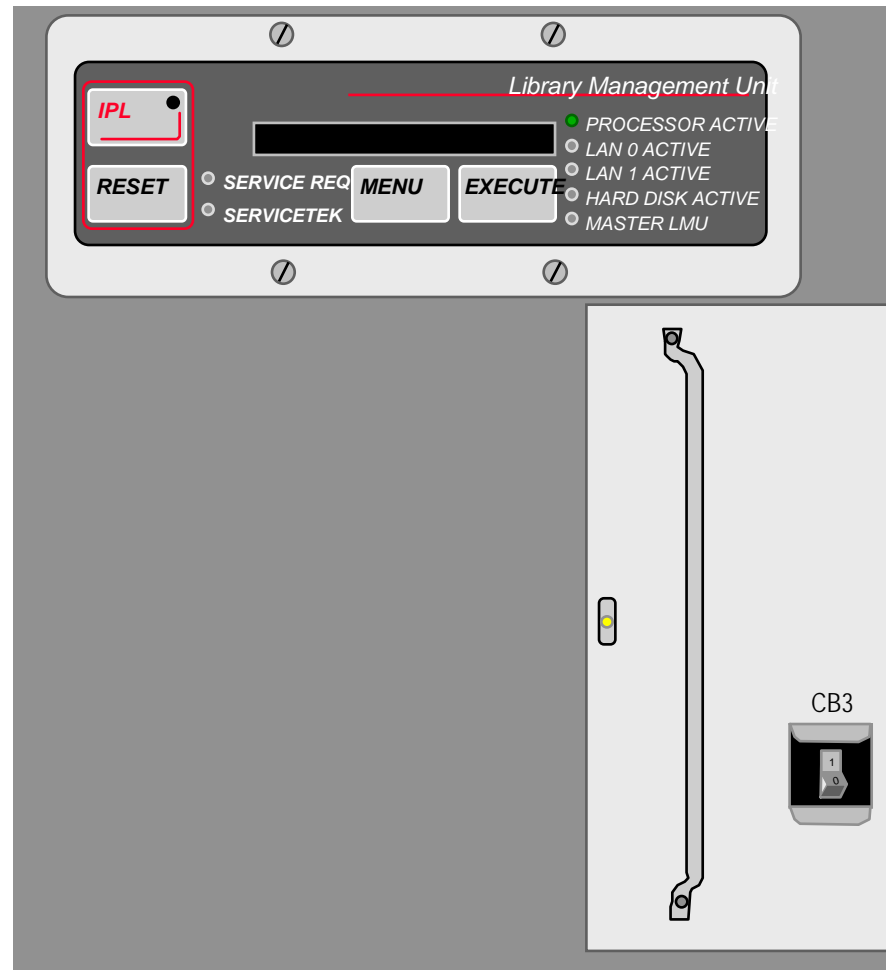 Library Management Unit
IPL
PROCESSOR ACTIVE
LAN 0 ACTIVE
LAN 1 ACTIVE
RESET
SERVICE REQ
MENU
EXECUTE
HARD DISK ACTIVE
SERVICETEK
MASTER LMU
CB3
1
0